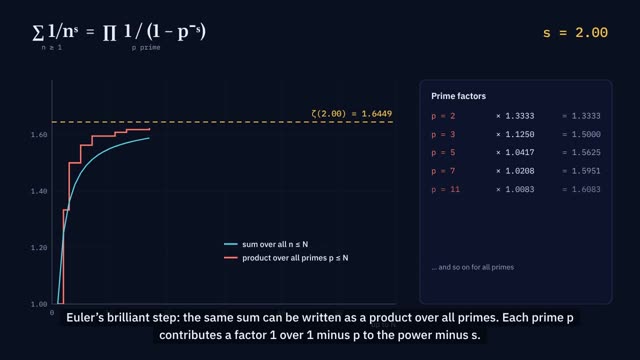 ∑ 1/nˢ = ∏ 1 / (1 − p⁻ˢ)
n ≥ 1
p prime
s = 2.00
ζ(2.00) = 1.6449
1.60
1.40
1.20
1.00
0
sum over all n ≤ N
product over all primes p ≤ N
Prime factors
p = 2 × 1.3333 = 1.3333
p = 3 × 1.1250 = 1.5000
p = 5 × 1.0417 = 1.5625
p = 7 × 1.0208 = 1.5951
p = 11 × 1.0083 = 1.6083
... and so on for all primes
Euler’s brilliant step: the same sum can be written as a product over all primes. Each prime p
contributes a factor 1 over 1 minus p to the power minus s.